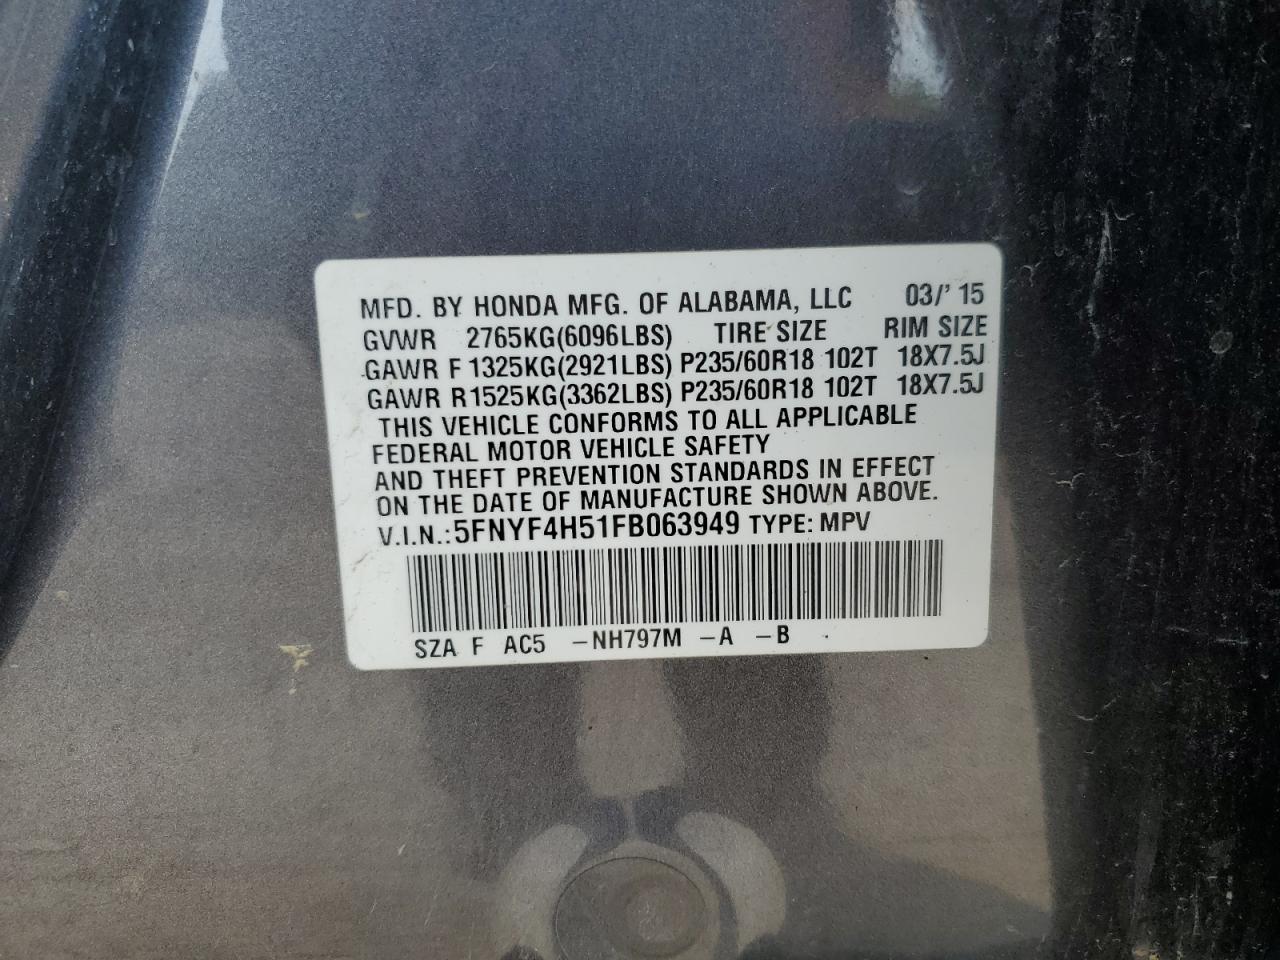 MFD. BY HONDA MFG. OF ALABAMA, LLC 03/'15
GVWR 2765KG(6096LBS) TIRE SIZE RIM SIZE
GAWR F 1325KG(2921LBS) P235/60R18 102T 18X7.5J
GAWR R1525KG(3362LBS) P235/60R18 102T 18X7.5J
THIS VEHICLE CONFORMS TO ALL APPLICABLE
FEDERAL MOTOR VEHICLE SAFETY
AND THEFT PREVENTION STANDARDS IN EFFECT
ON THE DATE OF MANUFACTURE SHOWN ABOVE.
V.I.N.:5FNYF4H51FB063949 TYPE: MPV
SZA F AC5 -NH797M -A -B